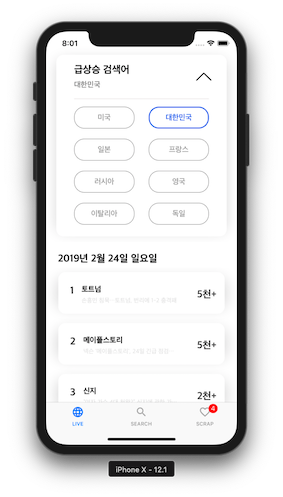 8:01
급상승 검색어
대한민국
미국
대한민국
일본
프랑스
러시아
영국
이탈리아
독일
2019년 2월 24일 일요일
1 토트넘
5천+
2 메이플스토리
5천+
3 신지
2천+
4
LIVE
SEARCH
SCRAP
iPhone X - 12.1